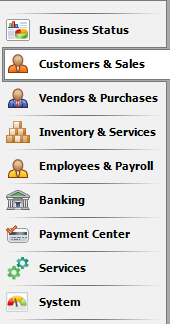 Business Status
Customers & Sales
Vendors & Purchases
Inventory & Services
Employees & Payroll
Banking
Payment Center
Services
System